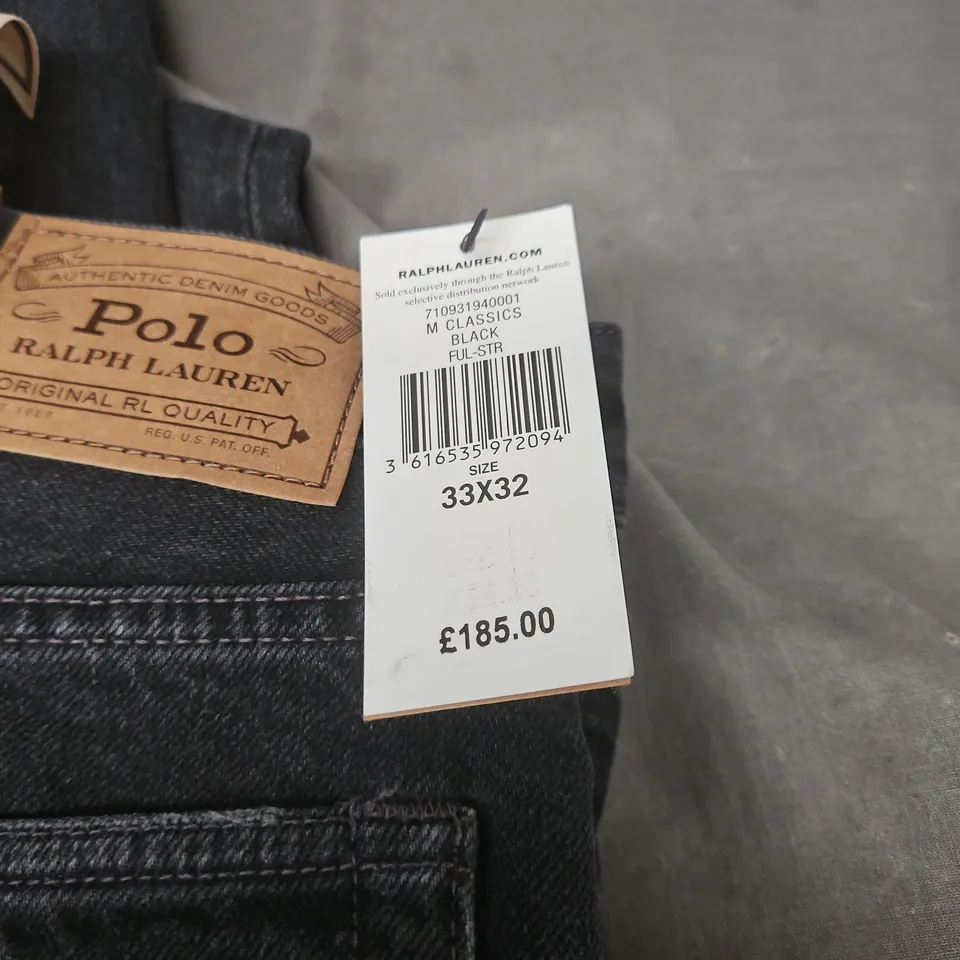 AUTHENTIC DENIM GOODS
Polo
RALPH LAUREN
ORIGINAL RL QUALITY
1967
REG. U.S. PAT. OFF.
RALPHLAUREN.COM
Sold exclusively through the Ralph Lauren
selective distribution network
710931940001
M CLASSICS
BLACK
FUL-STR
3 616535 972094
SIZE
33X32
£185.00